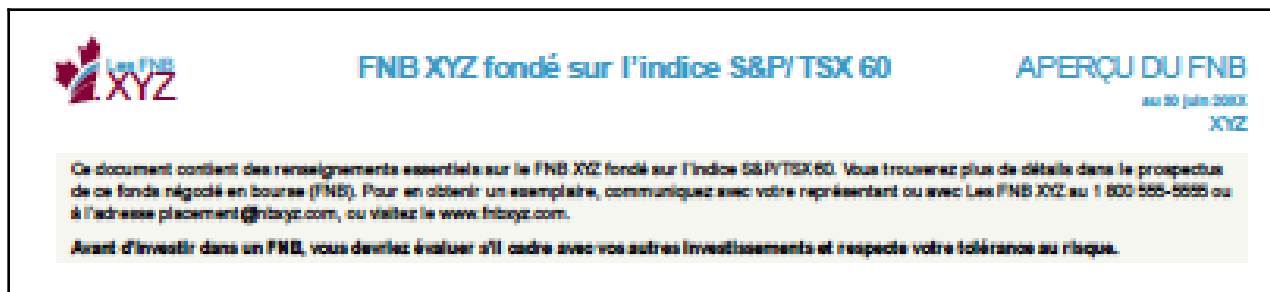 Les FNB
XYZ
FNB XYZ fondé sur l'indice S&P/TSX 60
APERÇU DU FNB
au 30 juin 20XX
XYZ
Ce document contient des renseignements essentiels sur le FNB XYZ fondé sur l'indice S&P/TSX 60. Vous trouverez plus de détails dans le prospectus
de ce fonds négocié en bourse (FNB). Pour en obtenir un exemplaire, communiquez avec votre représentant ou avec Les FNB XYZ au 1 800 555-5555 ou
à l'adresse placement@fnbxyz.com, ou visitez le www.fnbxyz.com.
Avant d'investir dans un FNB, vous devriez évaluer s'il cadre avec vos autres investissements et respecte votre tolérance au risque.